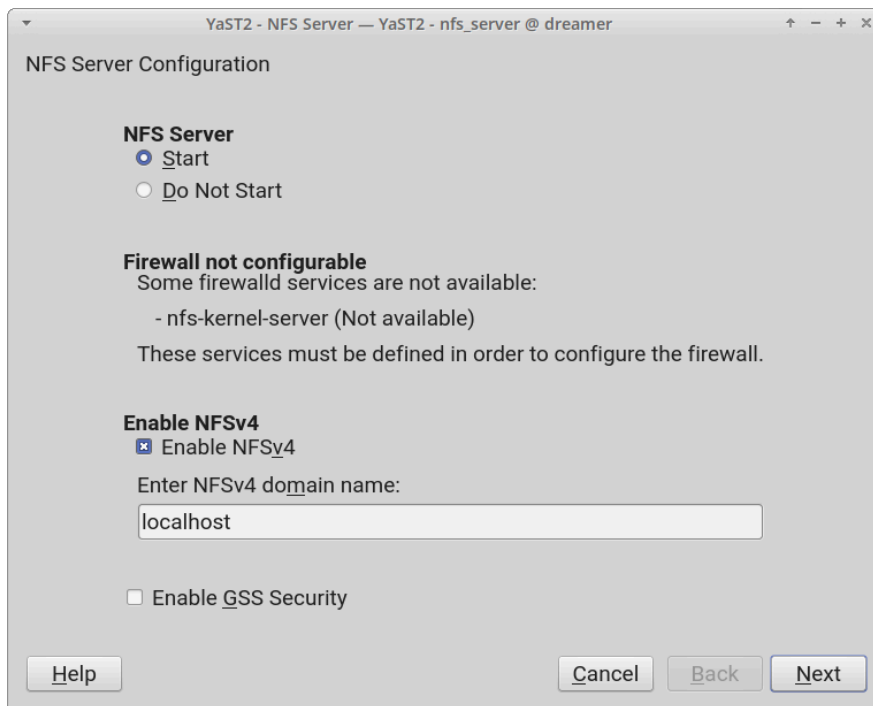 YaST2 - NFS Server — YaST2 - nfs_server @ dreamer
NFS Server Configuration
NFS Server
Start
Do Not Start
Firewall not configurable
Some firewalld services are not available:
- nfs-kernel-server (Not available)
These services must be defined in order to configure the firewall.
Enable NFSv4
Enable NFSv4
Enter NFSv4 domain name:
localhost
Enable GSS Security
Help Cancel Back Next